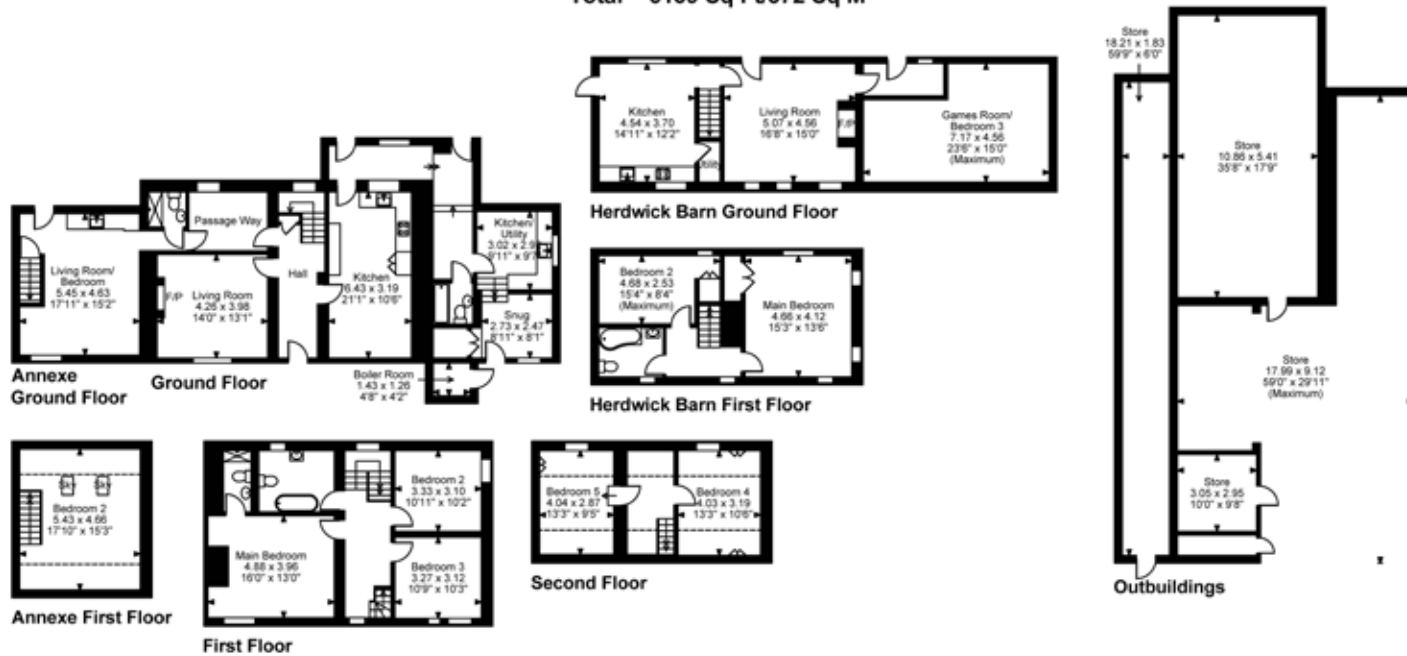 Store
18.21 x 1.83
59'9" x 6'0"
Store
10.86 x 5.41
35'8" x 17'9"
Store
17.99 x 9.12
59'0" x 29'11"
(Maximum)
Store
3.05 x 2.95
10'0" x 9'8"
Outbuildings
Kitchen
4.54 x 3.70
14'11" x 12'2"
Utility
Living Room
5.07 x 4.56
16'8" x 15'0"
F/P
Games Room/
Bedroom 3
7.17 x 4.56
23'6" x 15'0"
(Maximum)
Herdwick Barn Ground Floor
Bedroom 2
4.68 x 2.53
15'4" x 8'4"
(Maximum)
Main Bedroom
4.66 x 4.12
15'3" x 13'6"
Herdwick Barn First Floor
Living Room/
Bedroom
5.45 x 4.63
17'11" x 15'2"
Annexe
Ground Floor
Passage Way
F/P
Living Room
4.26 x 3.98
14'0" x 13'1"
Hall
Kitchen
6.43 x 3.19
21'1" x 10'6"
Kitchen/
Utility
3.02 x 2.9
9'11" x 9'
Snug
2.73 x 2.47
8'11" x 8'1"
Boiler Room
1.43 x 1.26
4'8" x 4'2"
Ground Floor
Sky
Sky
Bedroom 2
5.43 x 4.66
17'10" x 15'3"
Annexe First Floor
Main Bedroom
4.88 x 3.96
16'0" x 13'0"
Bedroom 2
3.33 x 3.10
10'11" x 10'2"
Bedroom 3
3.27 x 3.12
10'9" x 10'3"
First Floor
Bedroom 5
4.04 x 2.87
13'3" x 9'5"
Bedroom 4
4.03 x 3.19
13'3" x 10'6"
Second Floor